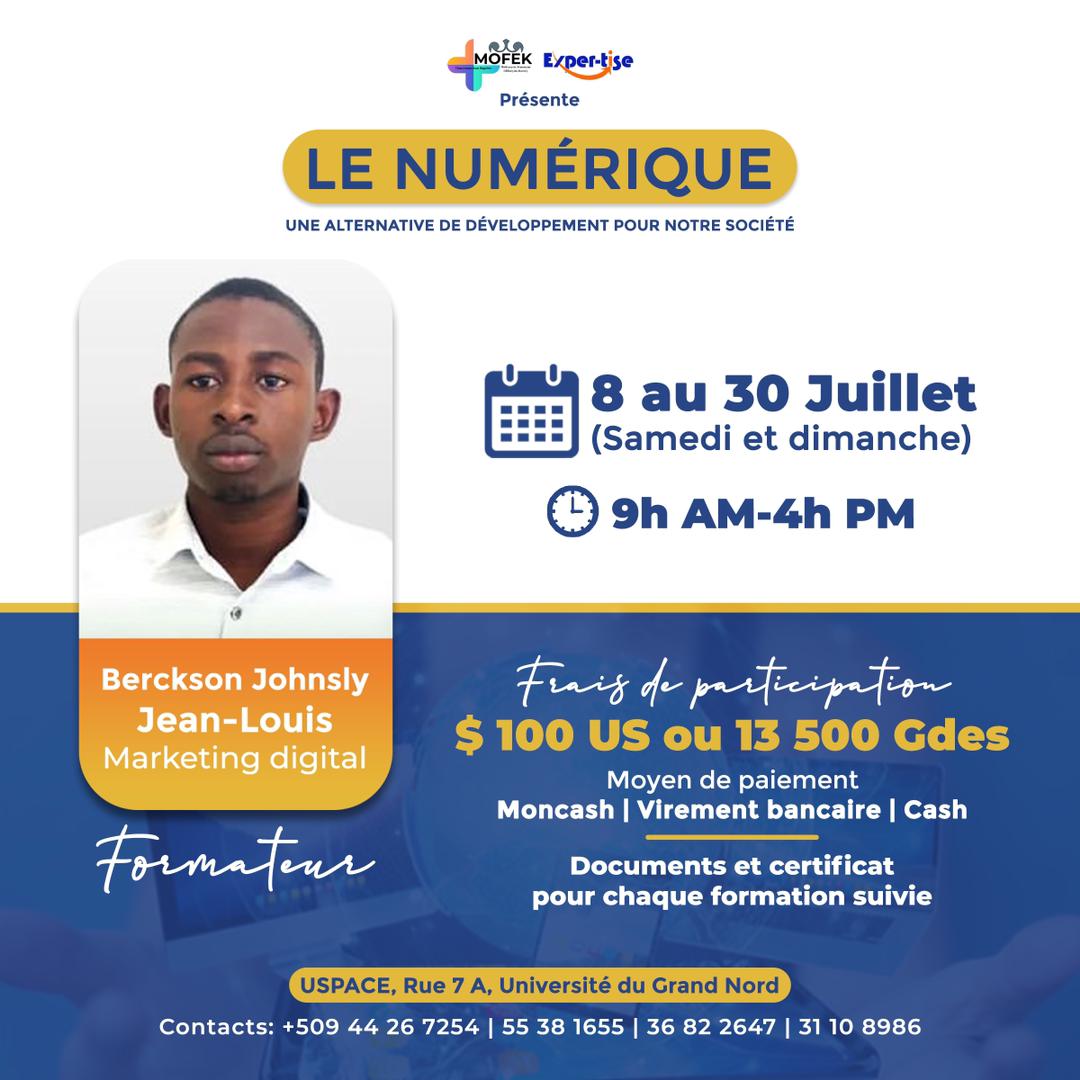 MOFEK Exper-tise
Présente
LE NUMÉRIQUE
UNE ALTERNATIVE DE DÉVELOPPEMENT POUR NOTRE SOCIÉTÉ
8 au 30 Juillet
(Samedi et dimanche)
9h AM-4h PM
Berckson Johnsly
Jean-Louis
Marketing digital
Formateur
Frais de participation
$ 100 US ou 13 500 Gdes
Moyen de paiement
Moncash | Virement bancaire | Cash
Documents et certificat
pour chaque formation suivie
USPACE, Rue 7 A, Université du Grand Nord
Contacts: +509 44 26 7254 | 55 38 1655 | 36 82 2647 | 31 10 8986